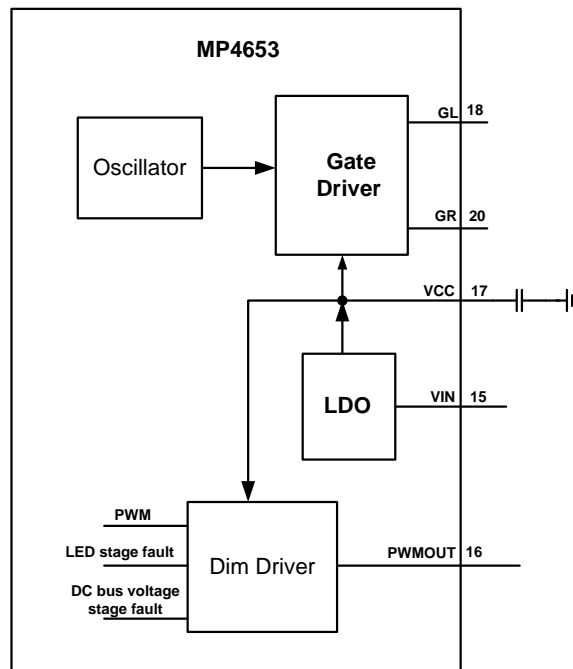 MP4653
GL 18
Oscillator
Gate
Driver
GR 20
VCC 17
LDO
VIN 15
PWM
LED stage fault
Dim Driver
PWMOUT 16
DC bus voltage
stage fault